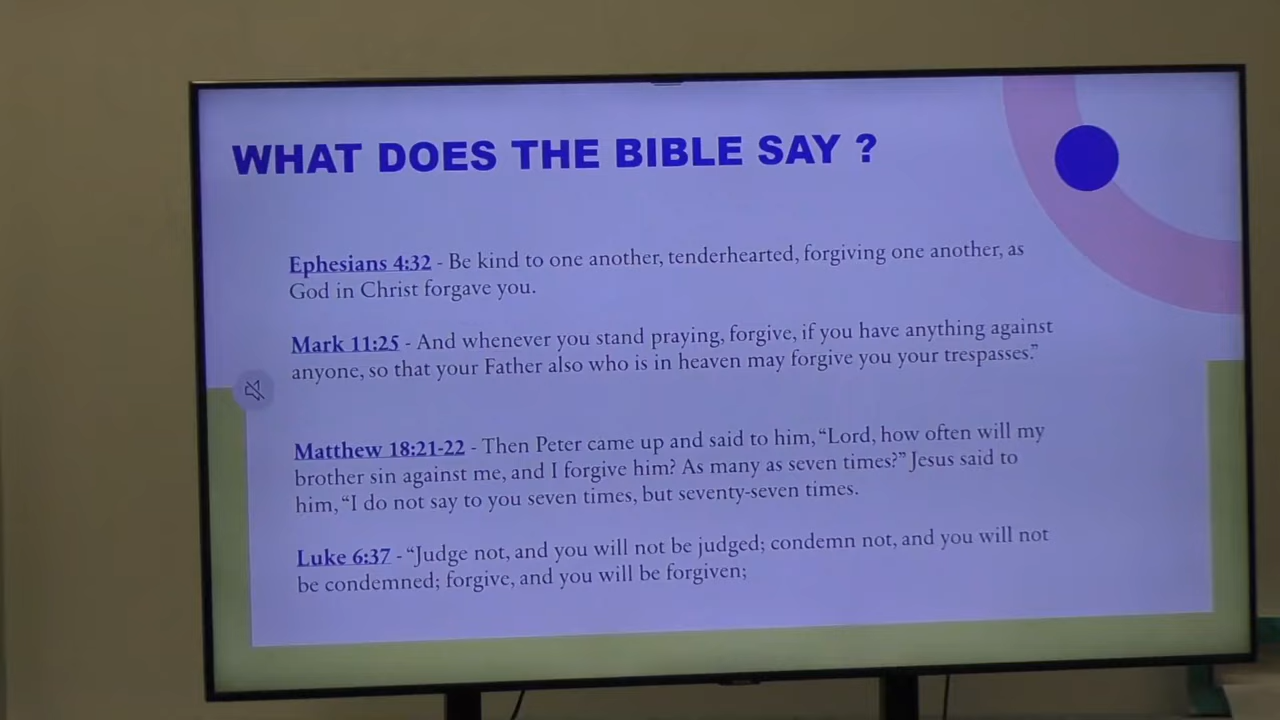 WHAT DOES THE BIBLE SAY ?
Ephesians 4:32 - Be kind to one another, tenderhearted, forgiving one another, as
God in Christ forgave you.
Mark 11:25 - And whenever you stand praying, forgive, if you have anything against
anyone, so that your Father also who is in heaven may forgive you your trespasses.”
Matthew 18:21-22 - Then Peter came up and said to him, “Lord, how often will my
brother sin against me, and I forgive him? As many as seven times?” Jesus said to
him, “I do not say to you seven times, but seventy-seven times.
Luke 6:37 - “Judge not, and you will not be judged; condemn not, and you will not
be condemned; forgive, and you will be forgiven;